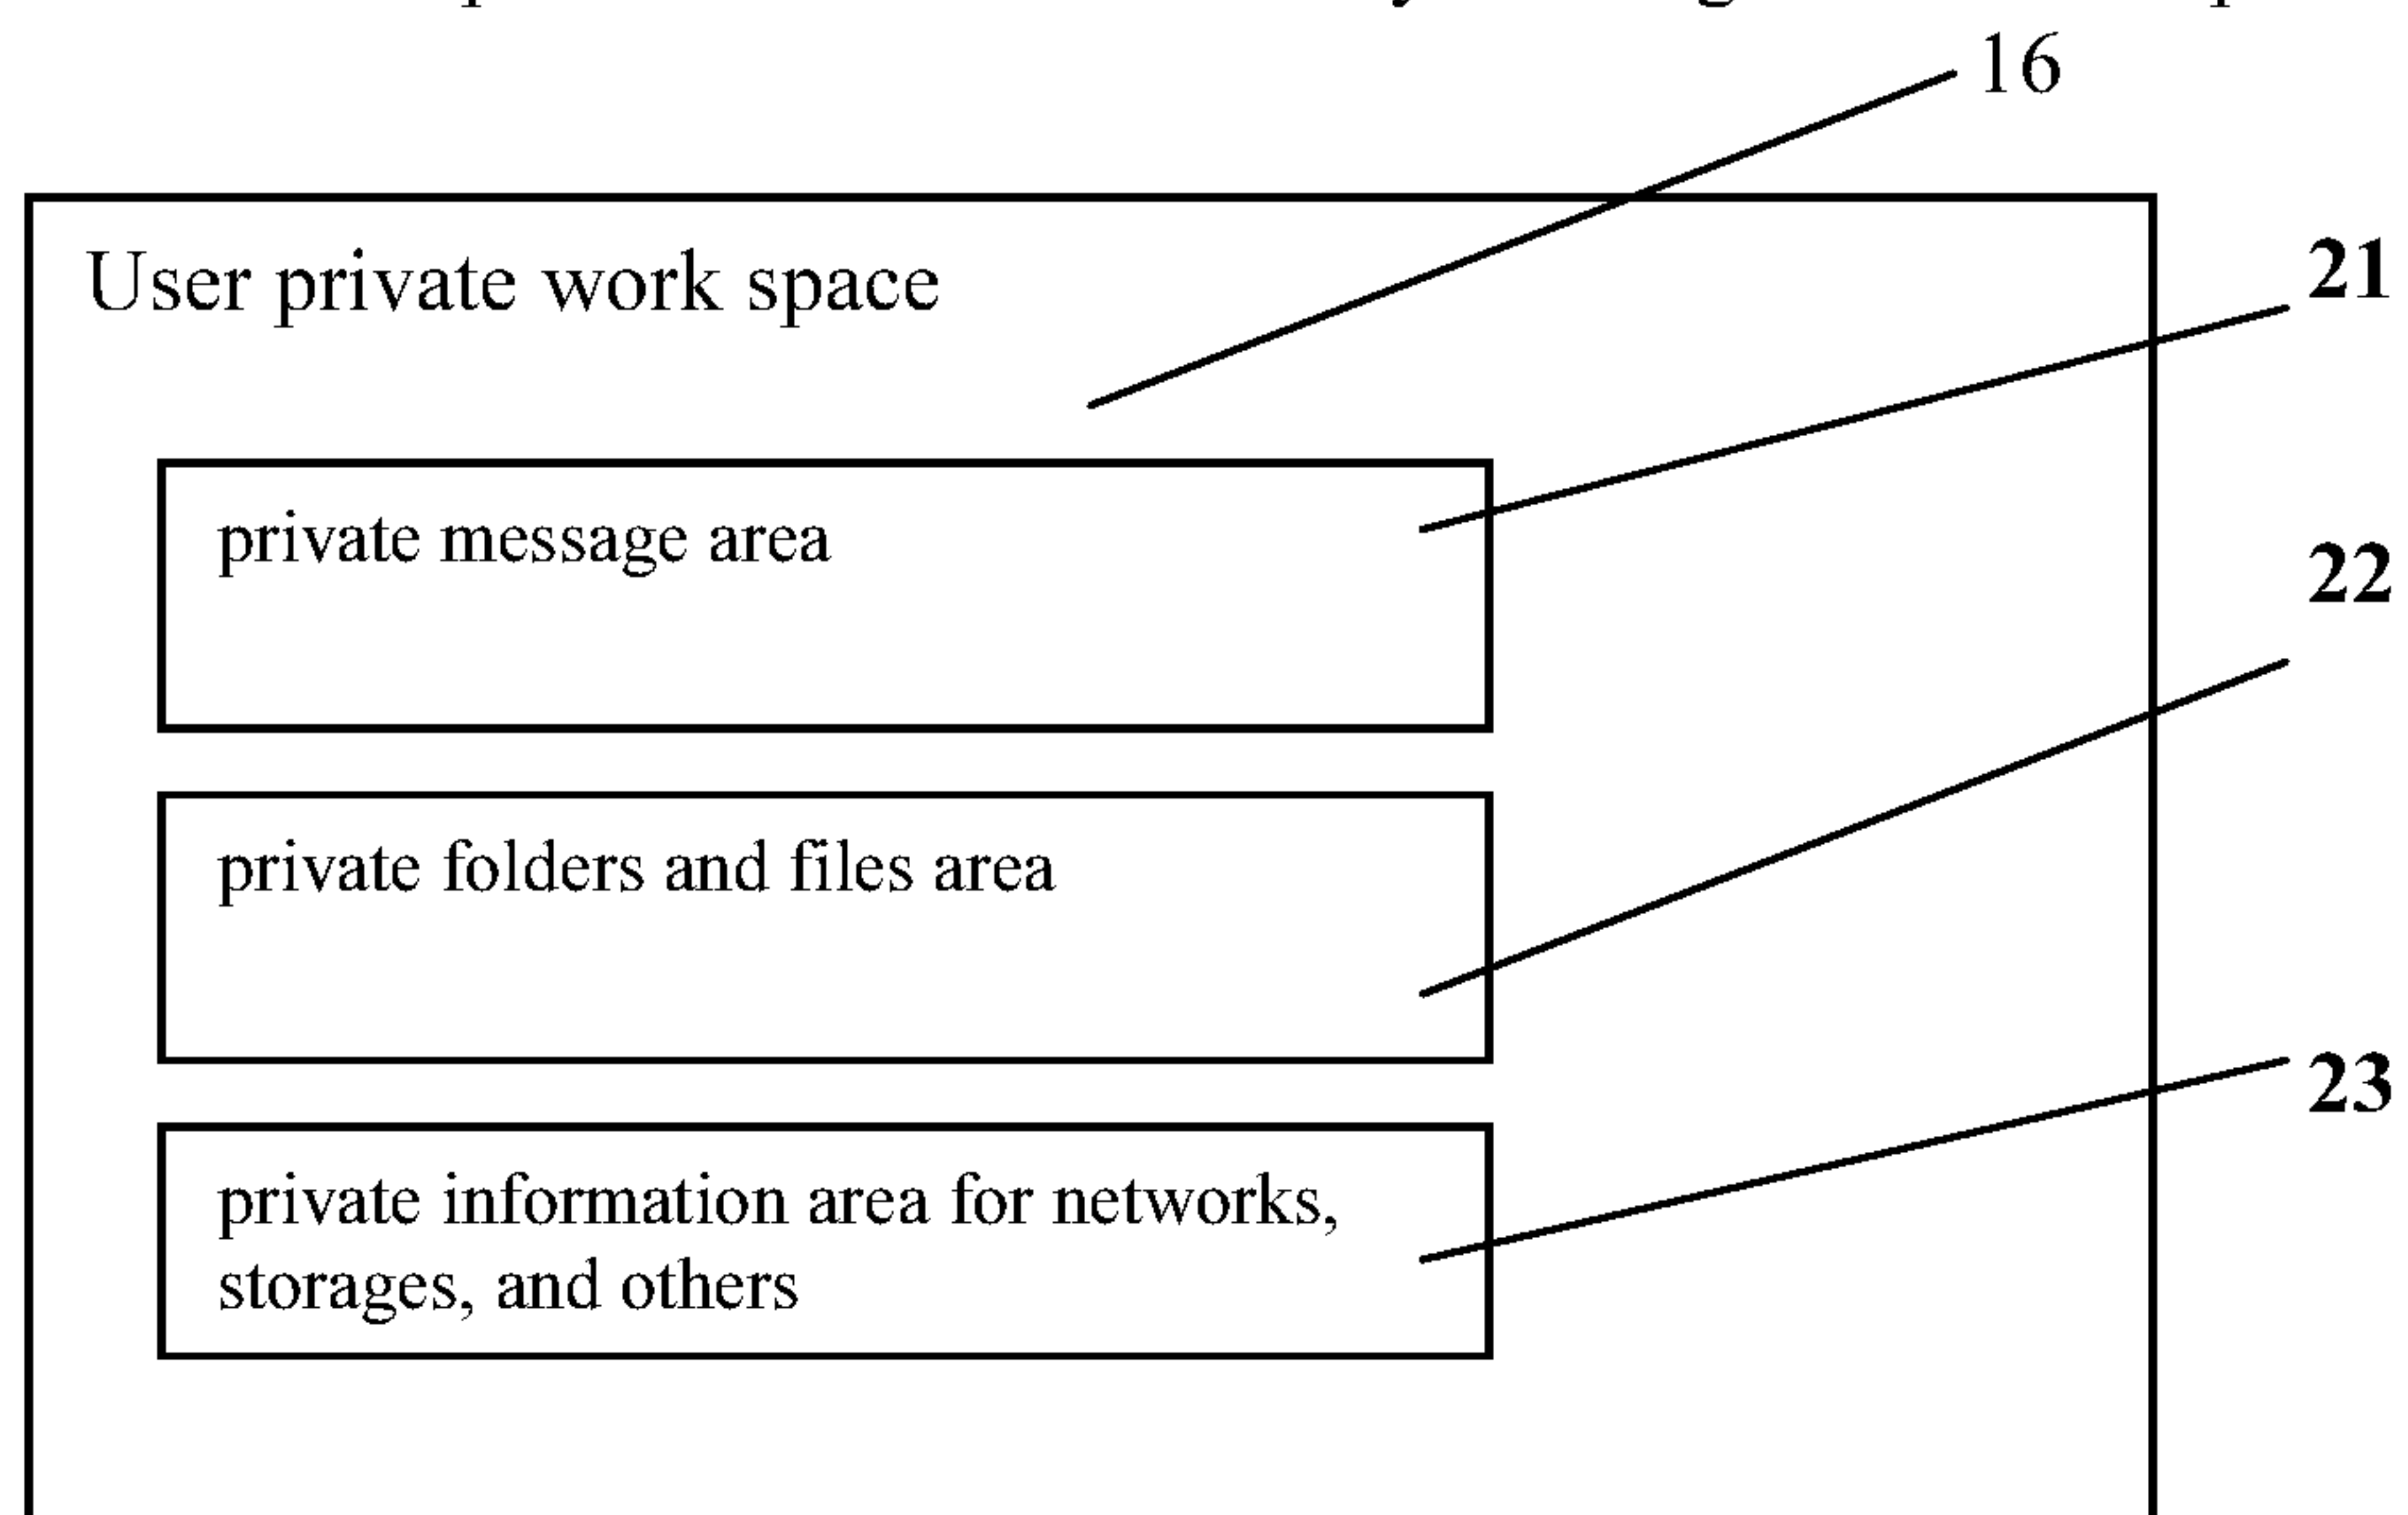 16
User private work space
21
private message area
22
private folders and files area
23
private information area for networks,
storages, and others